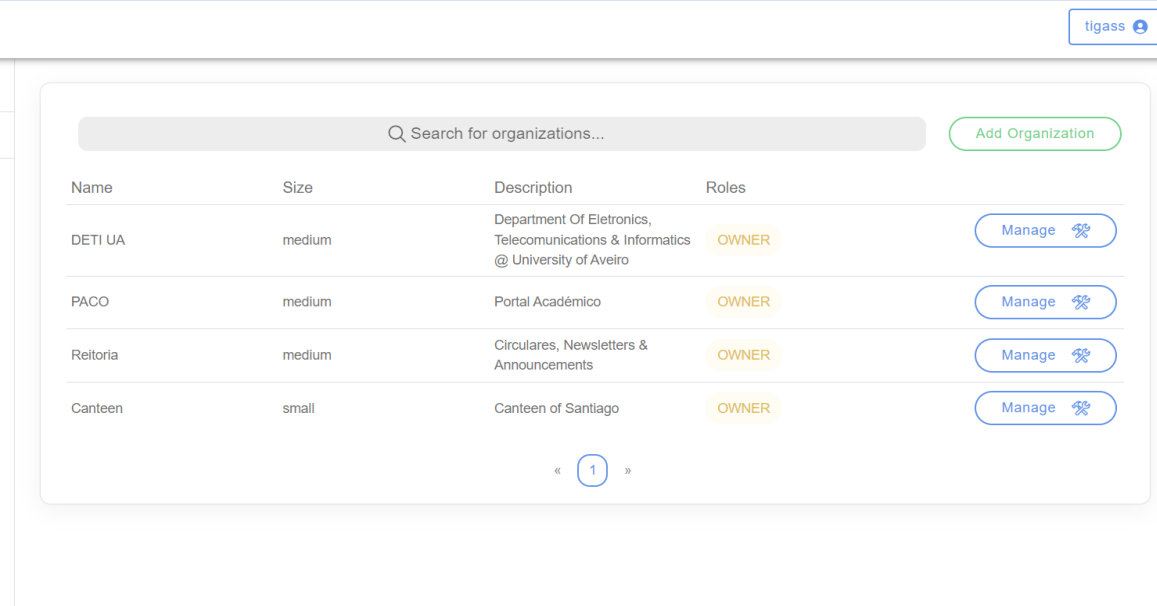 tigass
Search for organizations...
Add Organization
Name Size Description Roles
DETI UA medium Department Of Eletronics,
Telecomunications & Informatics
@ University of Aveiro OWNER Manage
PACO medium Portal Académico OWNER Manage
Reitoria medium Circulares, Newsletters &
Announcements OWNER Manage
Canteen small Canteen of Santiago OWNER Manage
« 1 »